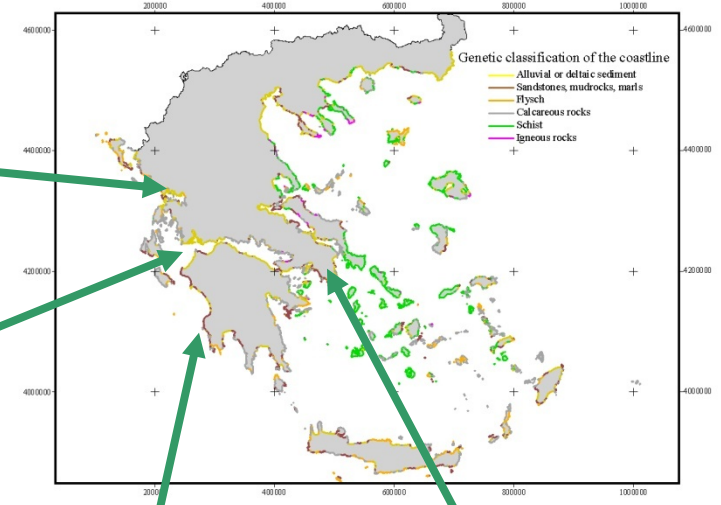 200000 400000 600000 800000 1000000
4600000 4600000
Genetic classification of the coastline
Alluvial or deltaic sediment
Sandstones, mudrocks, marls
Flysch
Calcareous rocks
Schist
Igneous rocks
4400000 4400000
4200000 4200000
4000000 4000000
200000 400000 600000 800000 1000000